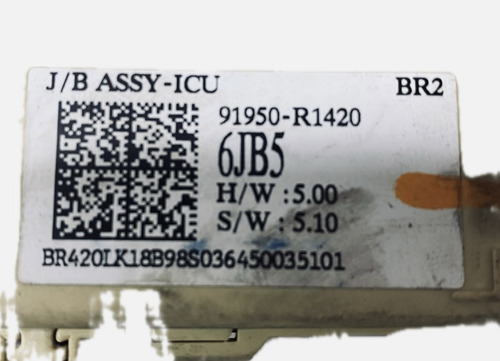 J/B ASSY-ICU BR2
91950-R1420
6JB5
H/W : 5.00
S/W : 5.10
BR420LK18B98S036450035101